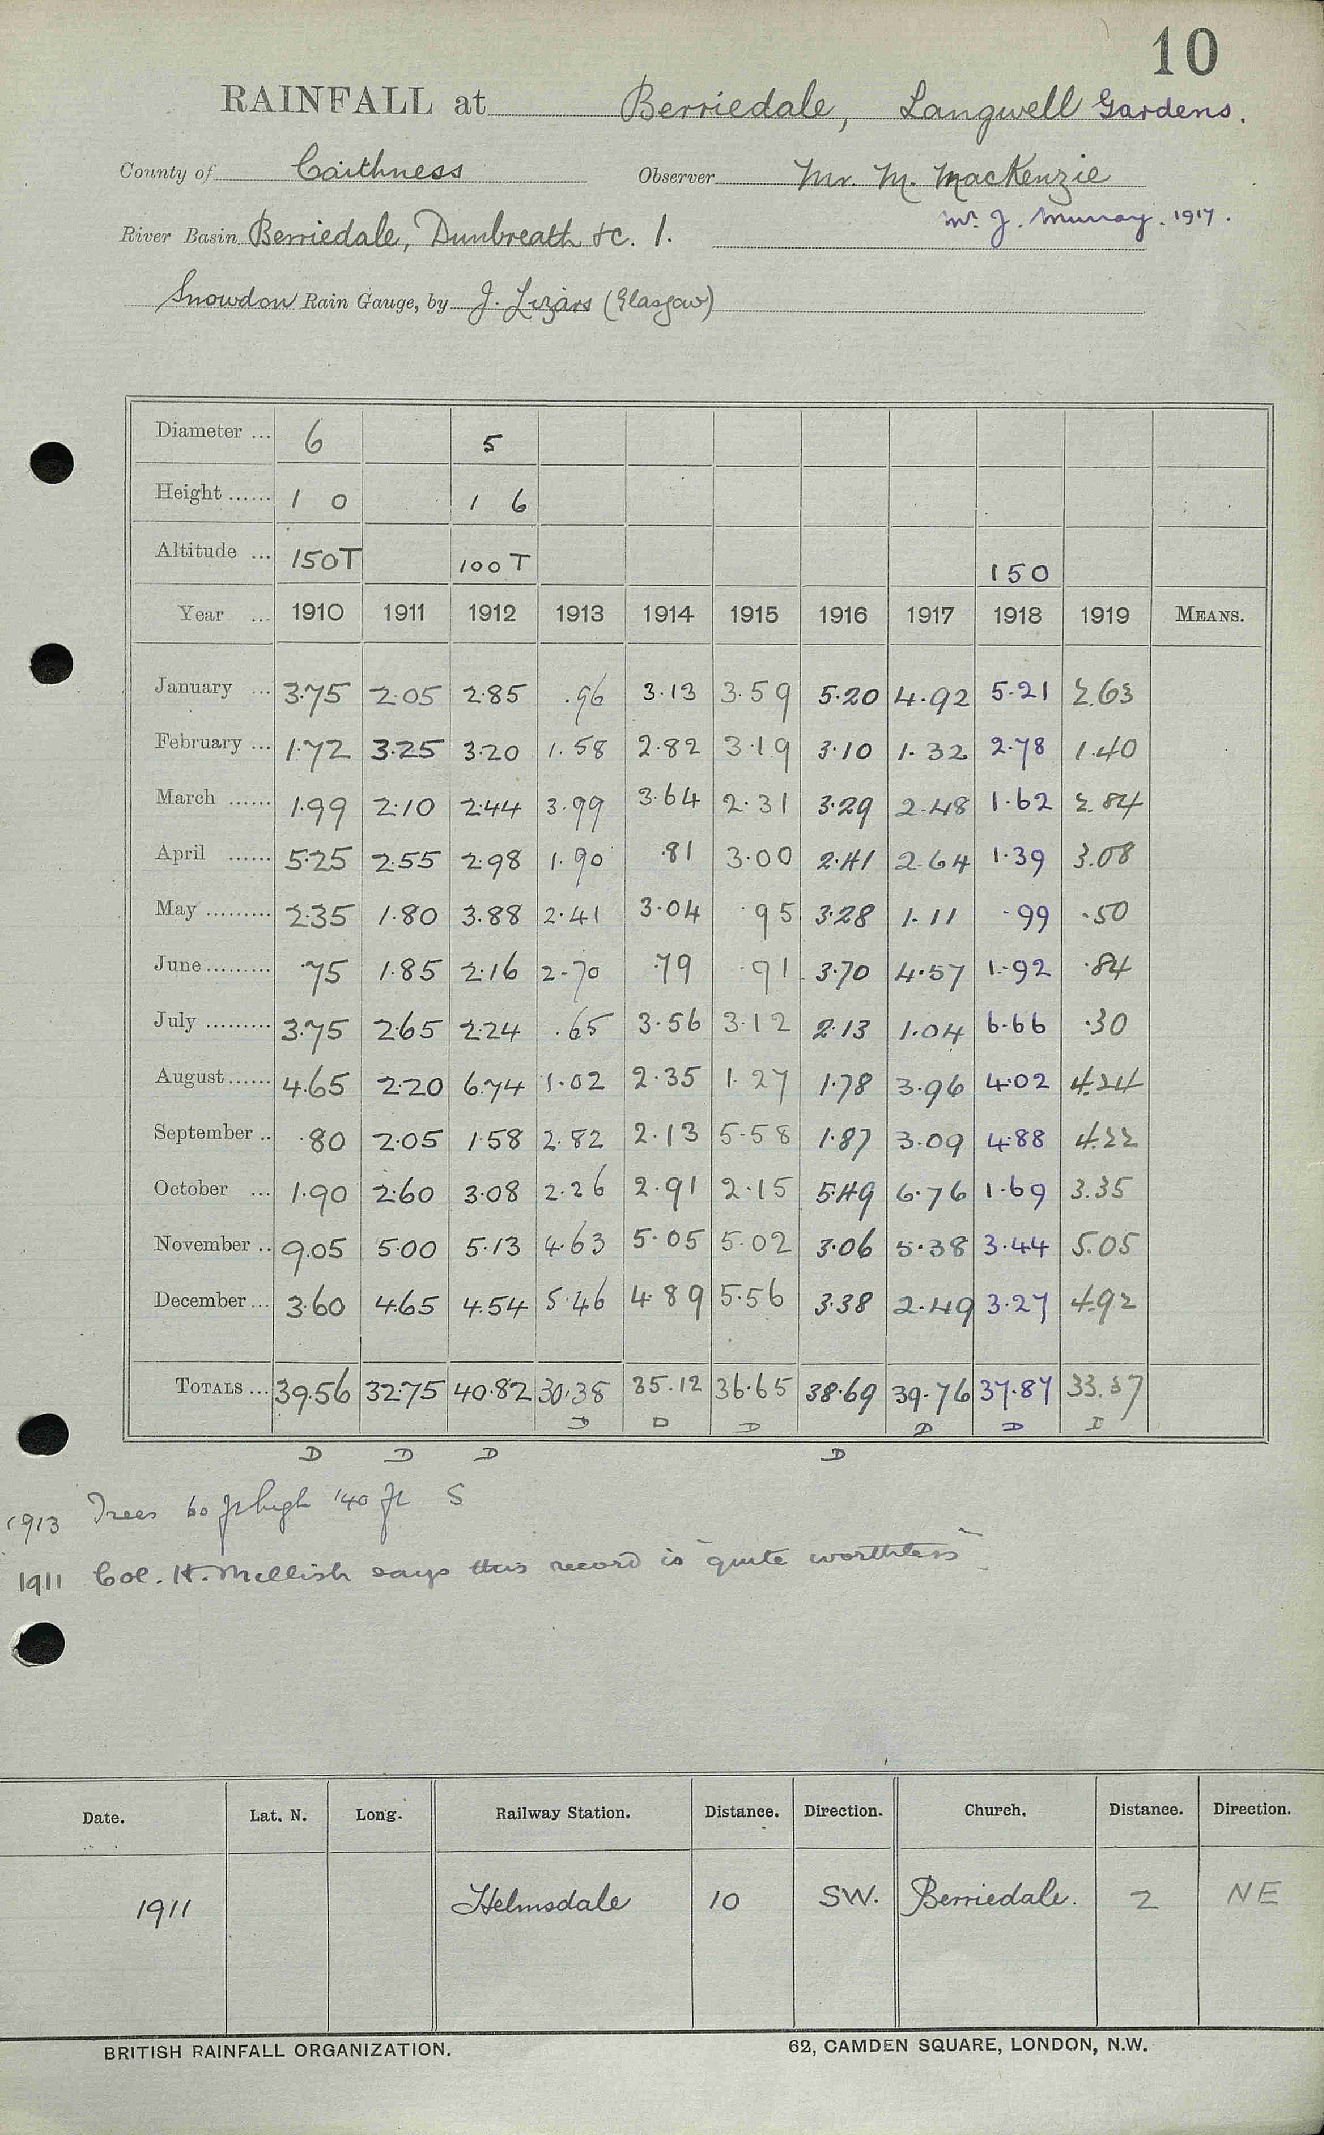 10
RAINFALL at Berriedale, Langwell Gardens.
County of Caithness Observer Mr. M. MacKenzie
Mr. J. Murray. 1917.
River Basin Berriedale, Dunbreath &c. 1.
Snowdon Rain Gauge, by J. Lizars (Glasgow)
Diameter ... 6 5
Height ...... 1 0 1 6
Altitude ... 150T 100T 150
Year ... 1910 1911 1912 1913 1914 1915 1916 1917 1918 1919 MEANS.
January ... 3.75 2.05 2.85 .96 3.13 3.59 5.20 4.92 5.21 2.63
February ... 1.72 3.25 3.20 1.58 2.82 3.19 3.10 1.32 2.78 1.40
March ...... 1.99 2.10 2.44 3.99 3.64 2.31 3.29 2.48 1.62 2.84
April ...... 5.25 2.55 2.98 1.90 .81 3.00 2.41 2.64 1.39 3.08
May ......... 2.35 1.80 3.88 2.41 3.04 .95 3.28 1.11 .99 .50
June ......... .75 1.85 2.16 2.70 .79 .91 3.70 4.57 1.92 .84
July ......... 3.75 2.65 2.24 .65 3.56 3.12 2.13 1.04 6.66 .30
August ...... 4.65 2.20 6.74 1.02 2.35 1.27 1.78 3.96 4.02 4.24
September .. .80 2.05 1.58 2.82 2.13 5.58 1.87 3.09 4.88 4.22
October ... 1.90 2.60 3.08 2.26 2.91 2.15 5.49 6.76 1.69 3.35
November .. 9.05 5.00 5.13 4.63 5.05 5.02 3.06 5.38 3.44 5.05
December ... 3.60 4.65 4.54 5.46 4.89 5.56 3.38 2.49 3.27 4.92
TOTALS ... 39.56 32.75 40.82 30.38 35.12 36.65 38.69 39.76 37.87 33.37
D D D D D D
D D D D
1913 Trees 60 ft high 40 ft S
1911 Col. H. Mellish says this record is "quite worthless"
Date. Lat. N. Long. Railway Station. Distance. Direction. Church. Distance. Direction.
1911 Helmsdale 10 SW. Berriedale. 2 NE
BRITISH RAINFALL ORGANIZATION. 62, CAMDEN SQUARE, LONDON, N.W.